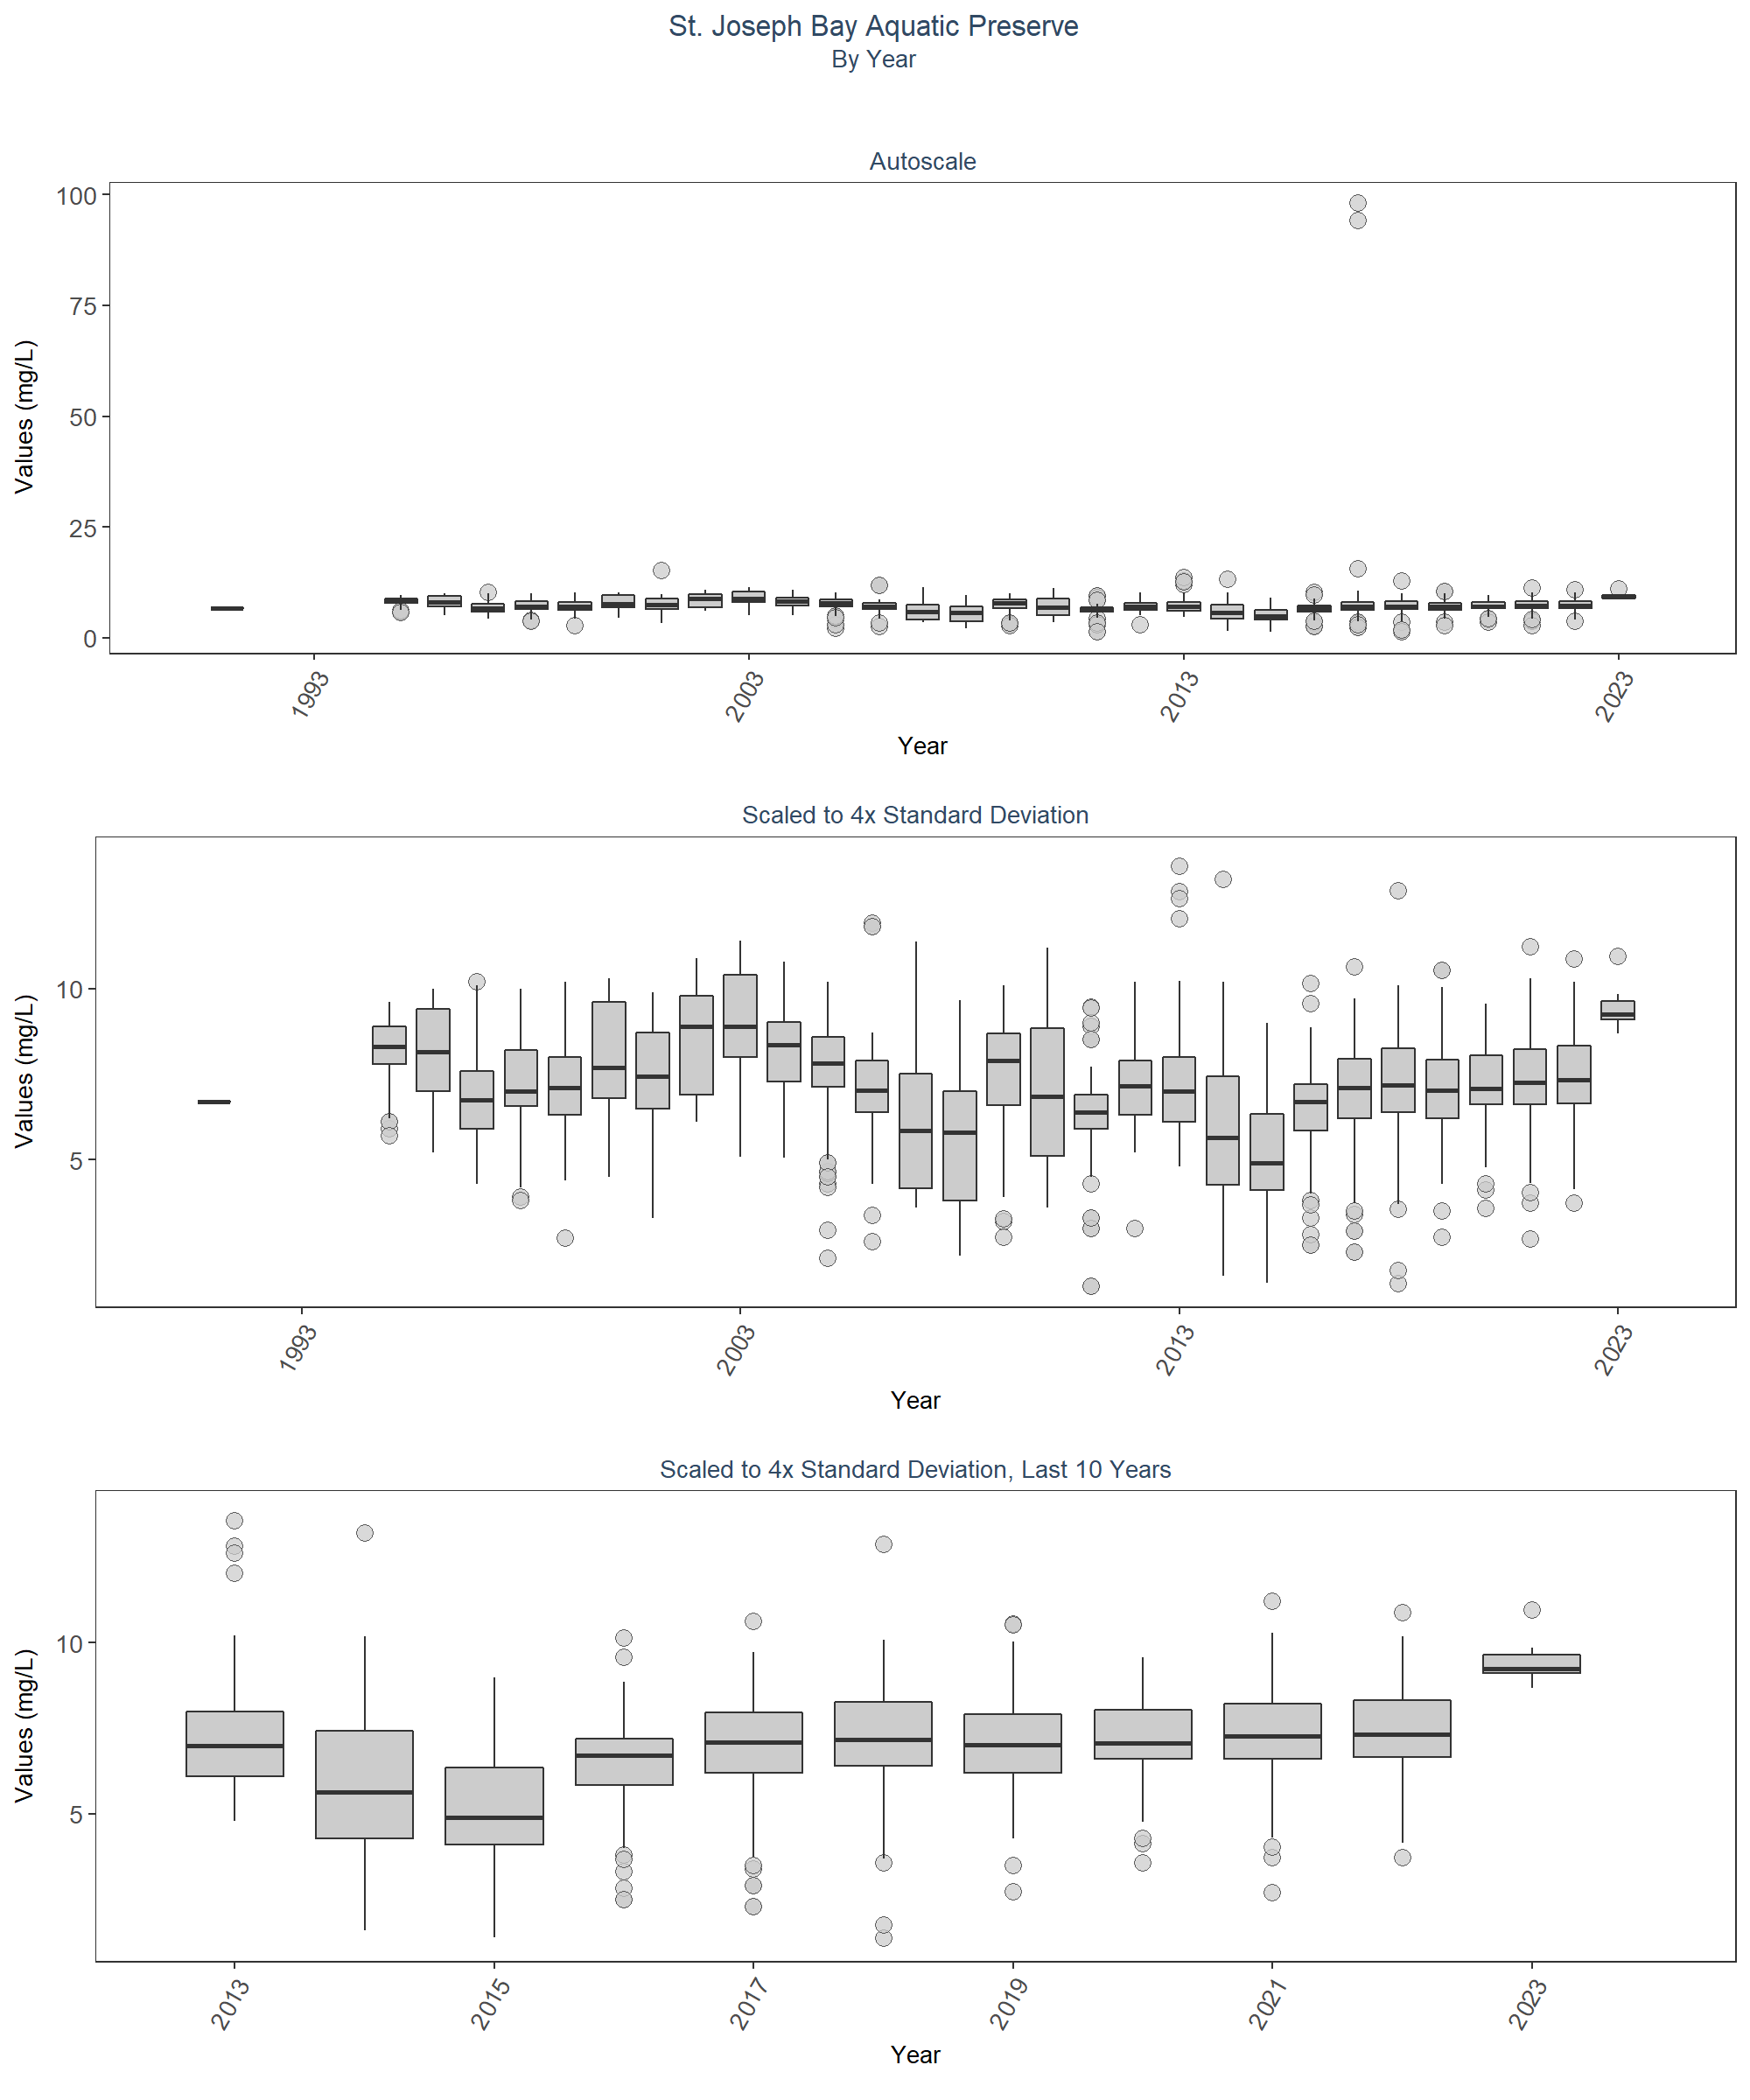 St. Joseph Bay Aquatic Preserve
By Year
Autoscale
Values (mg/L)
100
75
50
25
0
1993
2003
2013
2023
Year
Scaled to 4x Standard Deviation
Values (mg/L)
10
5
1993
2003
2013
2023
Year
Scaled to 4x Standard Deviation, Last 10 Years
Values (mg/L)
10
5
2013
2015
2017
2019
2021
2023
Year